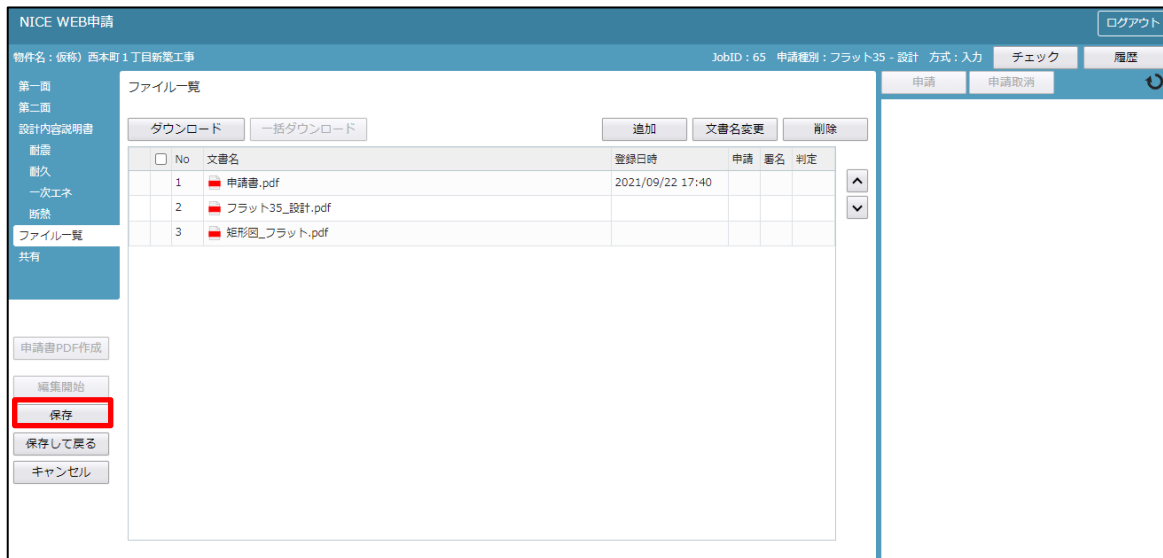 NICE WEB申請
ログアウト
物件名：仮称）西本町１丁目新築工事
JobID：65 申請種別：フラット35 - 設計 方式：入力
チェック
履歴
第一面
第二面
設計内容説明書
耐震
耐久
一次エネ
断熱
ファイル一覧
共有
申請書PDF作成
編集開始
保存
保存して戻る
キャンセル
ファイル一覧
ダウンロード
一括ダウンロード
追加
文書名変更
削除
No 文書名 登録日時 申請 署名 判定
1 申請書.pdf 2021/09/22 17:40
2 フラット35_設計.pdf
3 矩形図_フラット.pdf
申請
申請取消